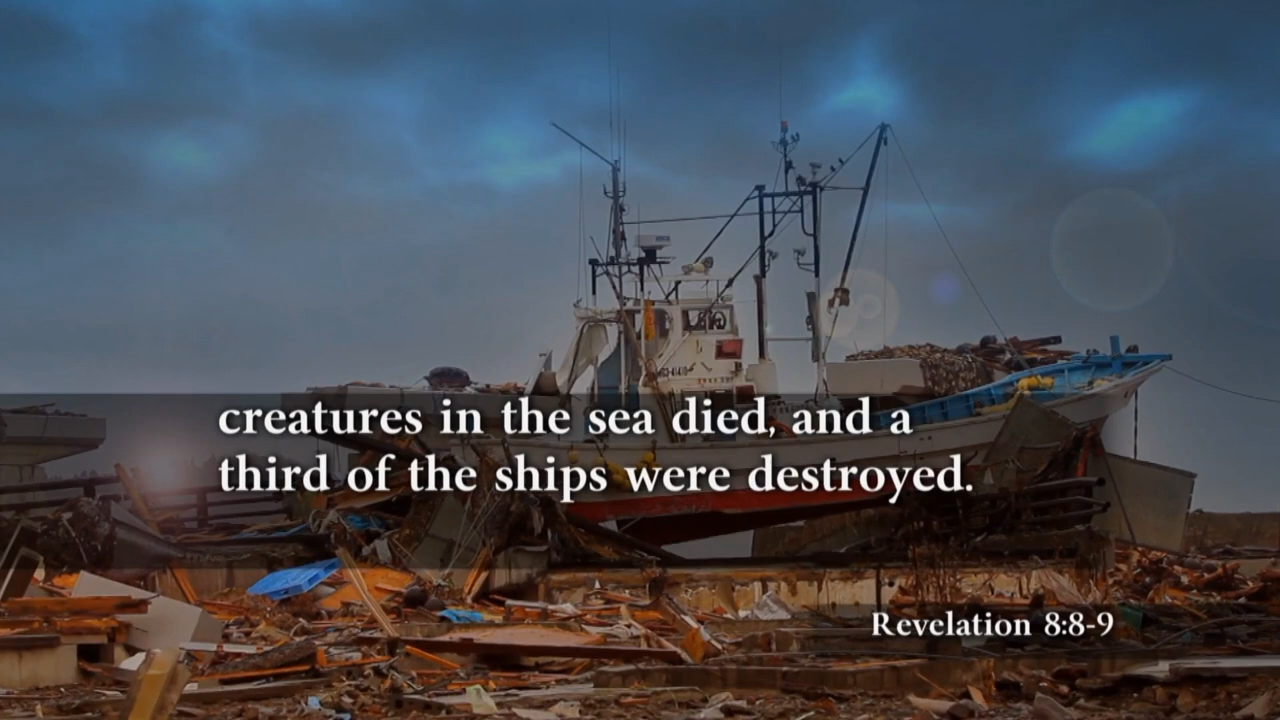 creatures in the sea died, and a
third of the ships were destroyed.
Revelation 8:8-9